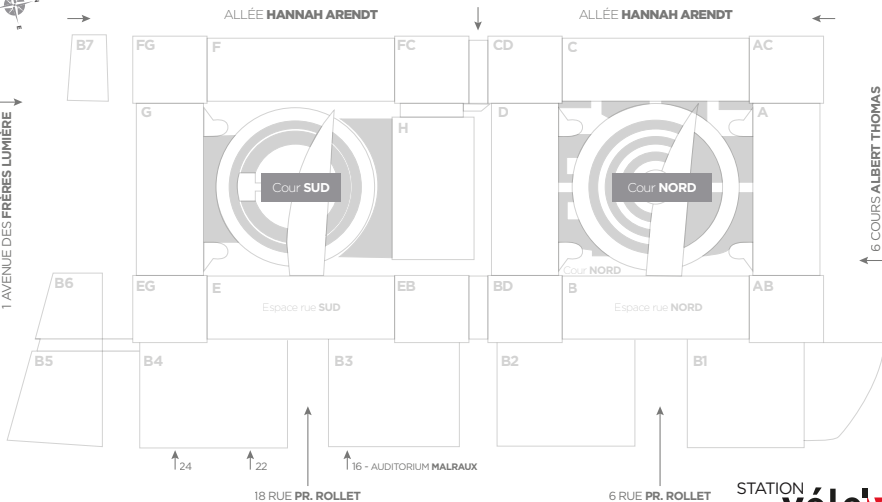 ALLÉE HANNAH ARENDT
ALLÉE HANNAH ARENDT
B7
FG
F
FC
CD
C
AC
G
H
D
A
Cour SUD
Cour NORD
Cour NORD
1 AVENUE DES FRÈRES LUMIÈRE
6 COURS ALBERT THOMAS
B6
EG
E
EB
BD
B
AB
Espace rue SUD
Espace rue NORD
B5
B4
B3
B2
B1
24
22
16 - AUDITORIUM MALRAUX
18 RUE PR. ROLLET
6 RUE PR. ROLLET
STATION